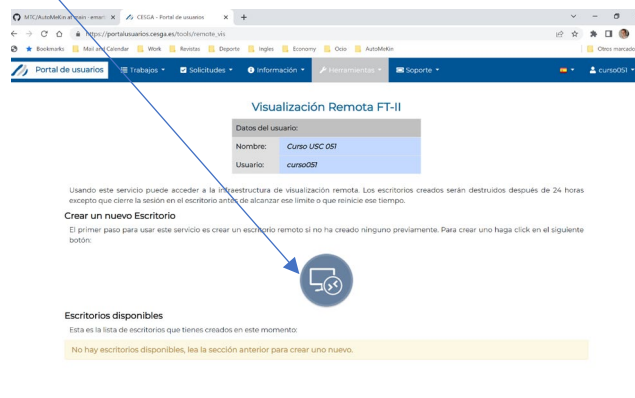 MTC/AutoMeKin at main · emart
CESGA - Portal de usuarios
https://portalusuarios.cesga.es/tools/remote_vis
Bookmarks Mail and Calendar Work Revistas Deporte ingles Economy Ocio AutoMeKin Otros marcado
Portal de usuarios Trabajos Solicitudes Información Herramientas Soporte curso051
Visualización Remota FT-II
Datos del usuario:
Nombre: Curso USC 051
Usuario: curso051
Usando este servicio puede acceder a la infraestructura de visualización remota. Los escritorios creados serán destruidos después de 24 horas
excepto que cierre la sesión en el escritorio antes de alcanzar ese límite o que reinicie ese tiempo.
Crear un nuevo Escritorio
El primer paso para usar este servicio es crear un escritorio remoto si no ha creado ninguno previamente. Para crear uno haga click en el siguiente
botón:
Escritorios disponibles
Esta es la lista de escritorios que tienes creados en este momento:
No hay escritorios disponibles, lea la sección anterior para crear uno nuevo.